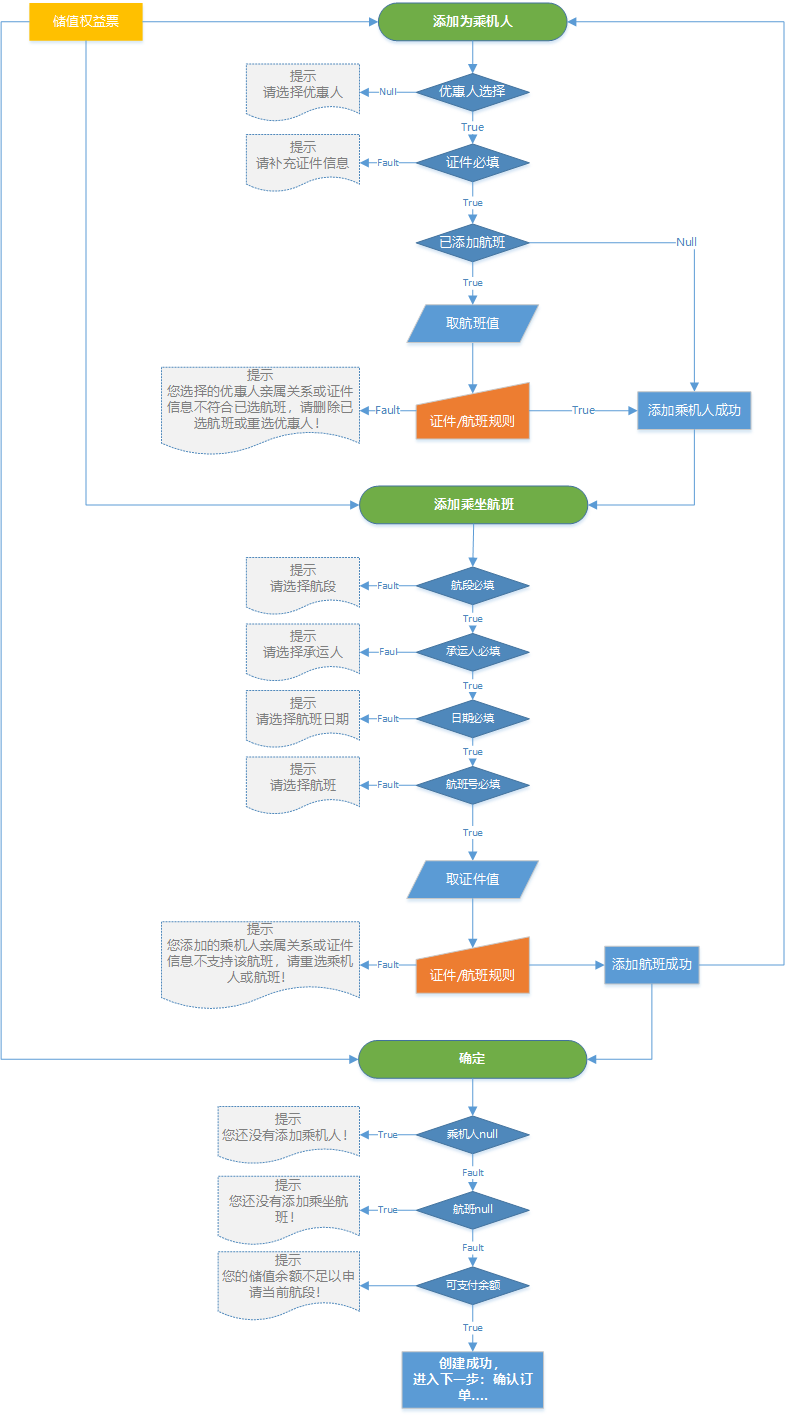 储值权益票
添加为乘机人
提示
请选择优惠人
Null
优惠人选择
True
提示
请补充证件信息
Fault
证件必填
True
已添加航班
Null
True
取航班值
提示
您选择的优惠人亲属关系或证件
信息不符合已选航班，请删除已
选航班或重选优惠人！
Fault
证件/航班规则
True
添加乘机人成功
添加乘坐航班
提示
请选择航段
Fault
航段必填
True
提示
请选择承运人
Faul
承运人必填
True
提示
请选择航班日期
Fault
日期必填
True
提示
请选择航班
Fault
航班号必填
True
取证件值
提示
您添加的乘机人亲属关系或证件
信息不支持该航班，请重选乘机
人或航班！
Fault
证件/航班规则
添加航班成功
确定
提示
您还没有添加乘机人！
True
乘机人null
Fault
提示
您还没有添加乘坐航
班！
True
航班null
Fault
提示
您的储值余额不足以申
请当前航段！
可支付余额
True
创建成功，
进入下一步：确认订
单....